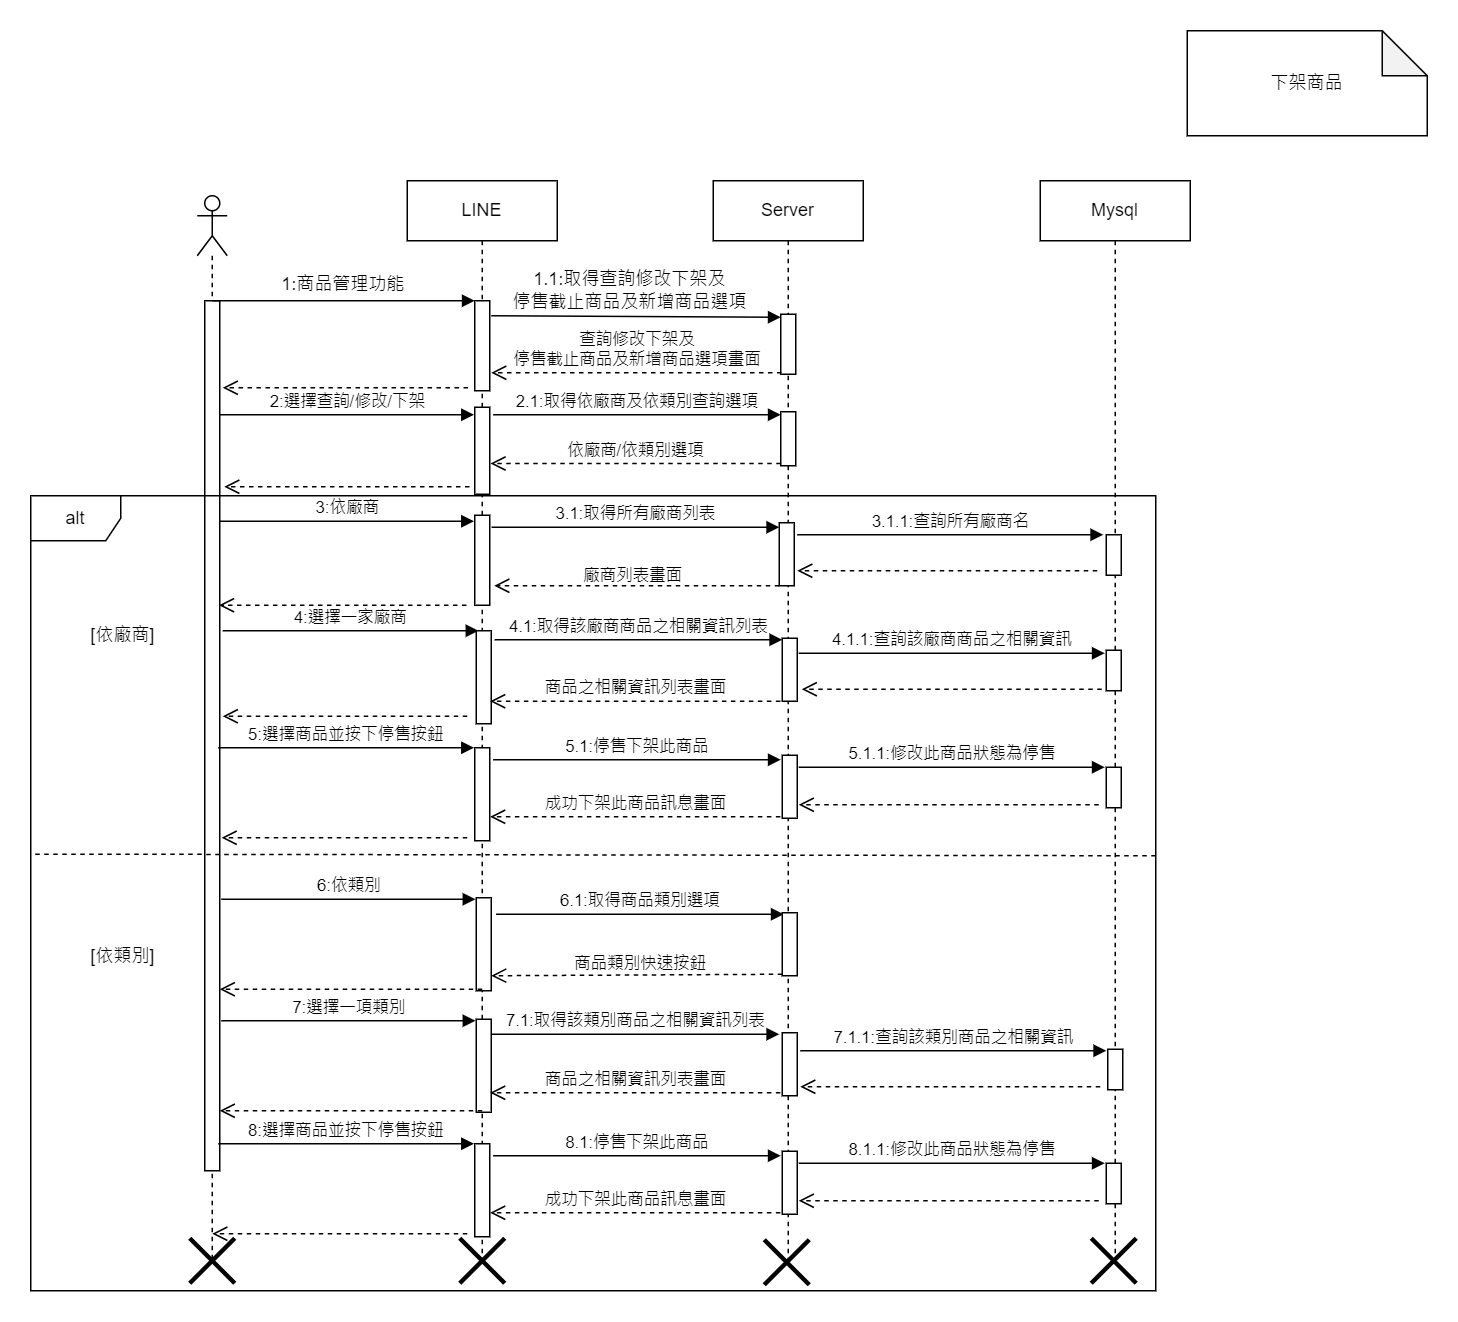 下架商品
LINE
Server
Mysql
1:商品管理功能
1.1:取得查詢修改下架及
停售截止商品及新增商品選項
查詢修改下架及
停售截止商品及新增商品選項畫面
2:選擇查詢/修改/下架
2.1:取得依廠商及依類別查詢選項
依廠商/依類別選項
alt
3:依廠商
3.1:取得所有廠商列表
3.1.1:查詢所有廠商名
廠商列表畫面
[依廠商]
4:選擇一家廠商
4.1:取得該廠商商品之相關資訊列表
4.1.1:查詢該廠商商品之相關資訊
商品之相關資訊列表畫面
5:選擇商品並按下停售按鈕
5.1:停售下架此商品
5.1.1:修改此商品狀態為停售
成功下架此商品訊息畫面
6:依類別
6.1:取得商品類別選項
[依類別]
商品類別快速按鈕
7:選擇一項類別
7.1:取得該類別商品之相關資訊列表
7.1.1:查詢該類別商品之相關資訊
商品之相關資訊列表畫面
8:選擇商品並按下停售按鈕
8.1:停售下架此商品
8.1.1:修改此商品狀態為停售
成功下架此商品訊息畫面